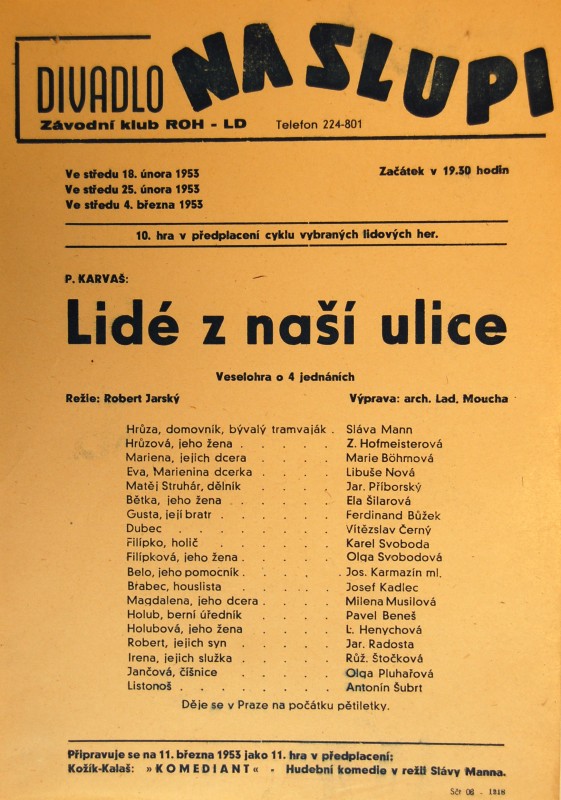 DIVADLO NA SLUPI
Závodní klub ROH - LD Telefon 224-801
Ve středu 18. února 1953 Začátek v 19.30 hodin
Ve středu 25. února 1953
Ve středu 4. března 1953
10. hra v předplacení cyklu vybraných lidových her.
P. KARVAŠ:
Lidé z naší ulice
Veselohra o 4 jednáních
Režie: Robert Jarský Výprava: arch. Lad. Moucha
Hrůza, domovník, bývalý tramvaják . Sláva Mann
Hrůzová, jeho žena . . . . . Z. Hofmeisterová
Mariena, jejich dcera . . . . Marie Böhmová
Eva, Marienina dcerka . . . . Libuše Nová
Matěj Struhár, dělník . . . . Jar. Příborský
Bětka, jeho žena . . . . . Ela Šilarová
Gusta, její bratr . . . . . Ferdinand Bůžek
Dubec . . . . . . . Vítězslav Černý
Filipko, holič . . . . . . Karel Svoboda
Filipková, jeho žena . . . . . Olga Svobodová
Belo, jeho pomocník . . . . . Jos. Karmazín ml.
Brabec, houslista . . . . . Josef Kadlec
Magdalena, jeho dcera . . . . Milena Musilová
Holub, berní úředník . . . . Pavel Beneš
Holubová, jeho žena . . . . L. Henychová
Robert, jejich syn . . . . . Jar. Radosta
Irena, jejich služka . . . . . Růž. Štočková
Jančová, číšnice . . . . . Olga Pluhařová
Listonoš . . . . . . . Antonín Šubrt
Děje se v Praze na počátku pětiletky.
Připravuje se na 11. března 1953 jako 11. hra v předplacení:
Kožík-Kalaš: »KOMEDIANT« - Hudební komedie v režii Slávy Manna.
Sčt 06 - 1218